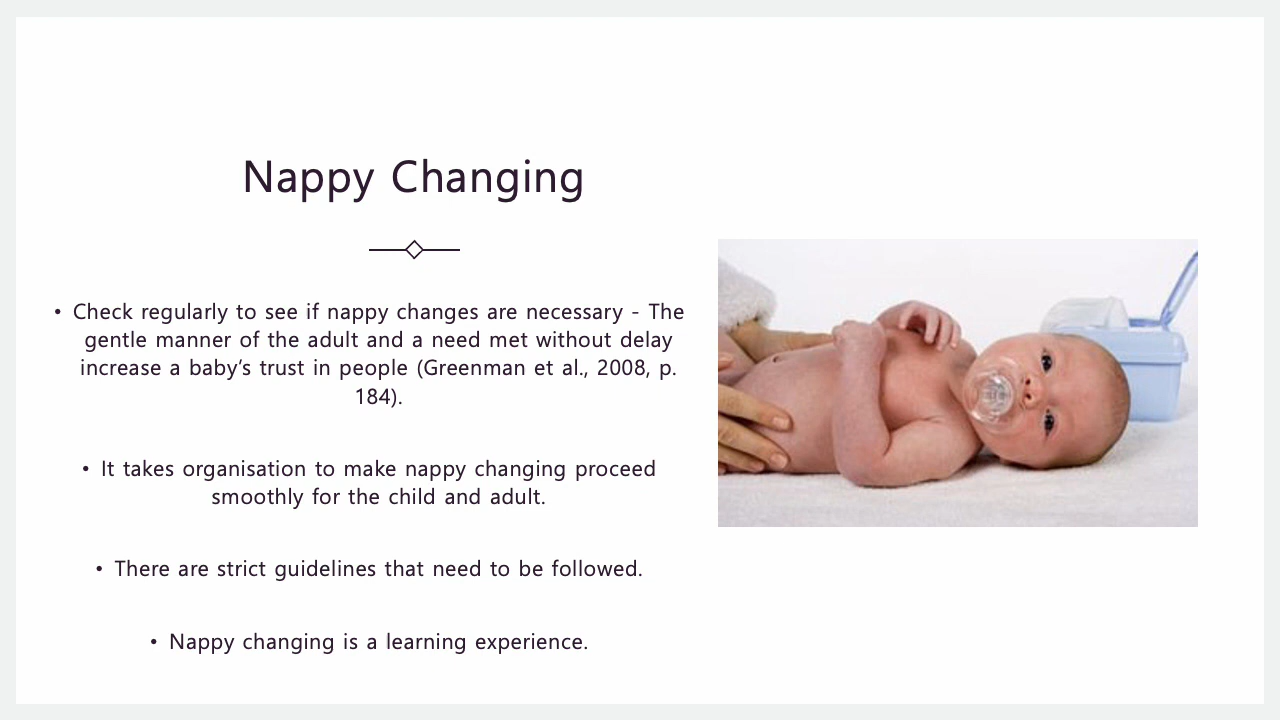 Nappy Changing
• Check regularly to see if nappy changes are necessary - The
gentle manner of the adult and a need met without delay
increase a baby’s trust in people (Greenman et al., 2008, p.
184).
• It takes organisation to make nappy changing proceed
smoothly for the child and adult.
• There are strict guidelines that need to be followed.
• Nappy changing is a learning experience.